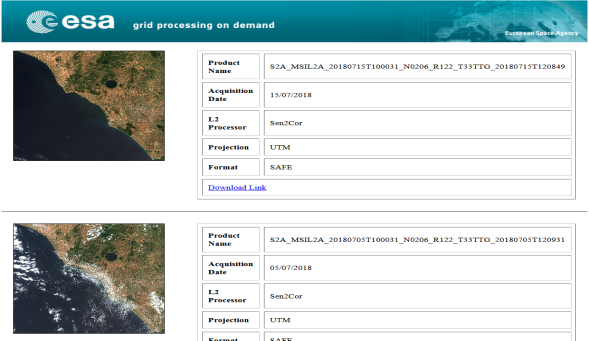 esa grid processing on demand
European Space Agency
Product Name S2A_MSIL2A_20180715T100031_N0206_R122_T33TTG_20180715T120849
Acquisition Date 15/07/2018
L2 Processor Sen2Cor
Projection UTM
Format SAFE
Download Link
Product Name S2A_MSIL2A_20180705T100031_N0206_R122_T33TTG_20180705T120931
Acquisition Date 05/07/2018
L2 Processor Sen2Cor
Projection UTM
Format SAFE